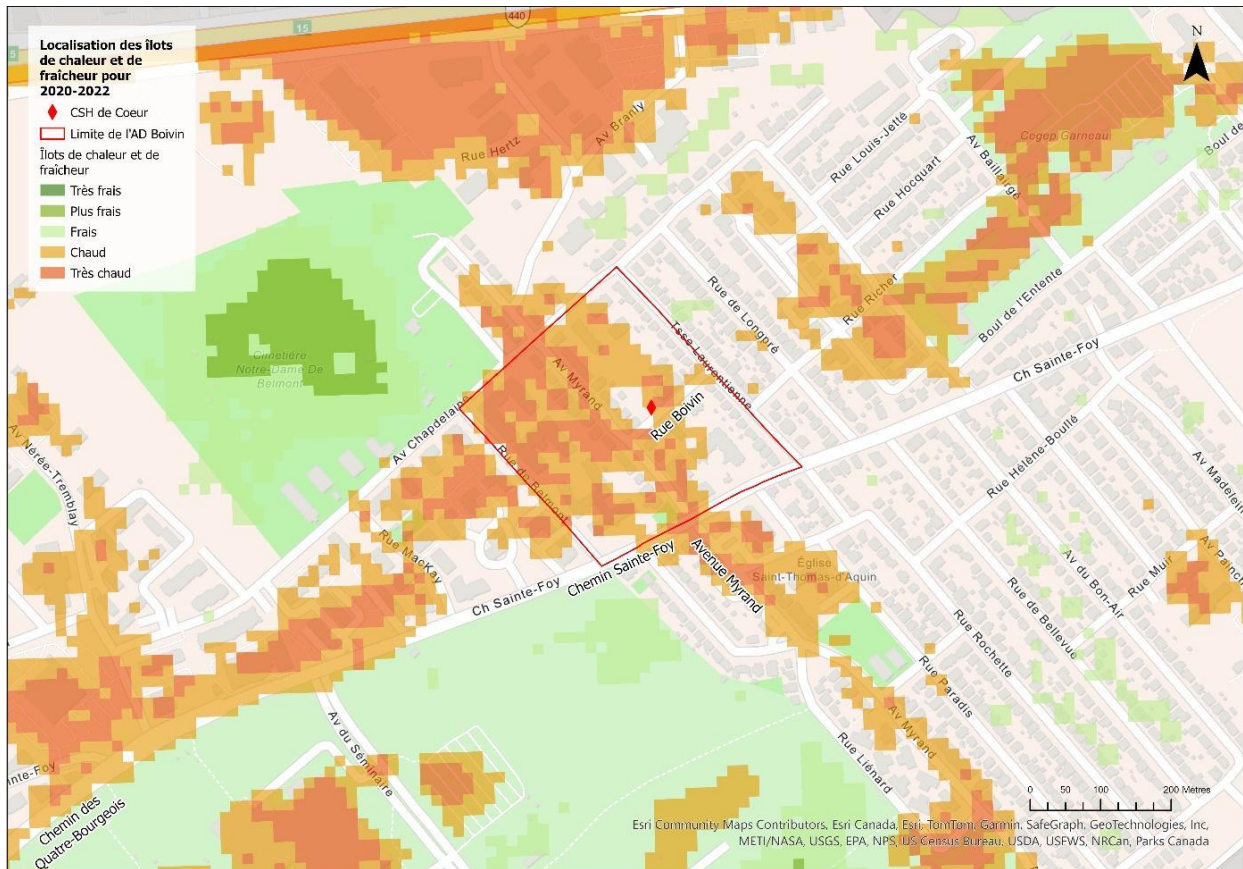 Localisation des îlots
de chaleur et de
fraîcheur pour
2020-2022
CSH de Coeur
Limite de l'AD Boivin
Îlots de chaleur et de
fraîcheur
Très frais
Plus frais
Frais
Chaud
Très chaud
15
440
N
Av Branly
Rue Hertz
Cegep Garneau
Rue Louis-Jetté
Av Baillairgé
Boul de
Rue Hocquart
Rue de Longpré
Rue Richer
Boul de l'Entente
Tsse Laurentienne
Ch Sainte-Foy
Cimetière
Notre-Dame De
Belmont
Av Myrand
Av Chapdelaine
Rue Boivin
Rue de Belmont
Rue Hélène-Boullé
Av Madelein
Av Nérée-Tremblay
Rue MacKay
Chemin Sainte-Foy
Avenue Myrand
Église
Saint-Thomas-d'Aquin
Av Painch
Rue Muir
Av du Bon-Air
Ch Sainte-Foy
Rue de Bellevue
Rue Rochette
Rue Paradis
Av Myrand
Av du Séminaire
Rue Liénard
ainte-Foy
Chemin des
Quatre-Bourgeois
0 50 100 200 Mètres
Esri Community Maps Contributors, Esri Canada, Esri, TomTom, Garmin, SafeGraph, GeoTechnologies, Inc,
METI/NASA, USGS, EPA, NPS, US Census Bureau, USDA, USFWS, NRCan, Parks Canada